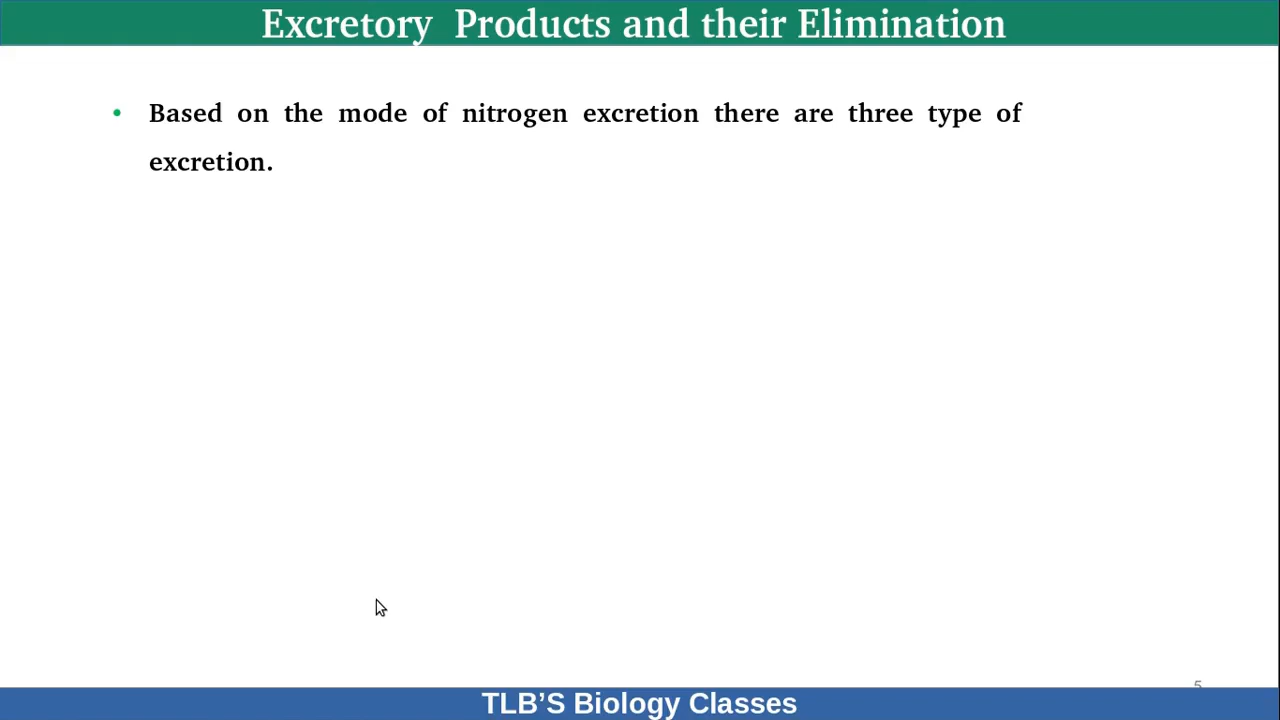 Excretory Products and their Elimination
• Based on the mode of nitrogen excretion there are three type of
excretion.
5
TLB'S Biology Classes